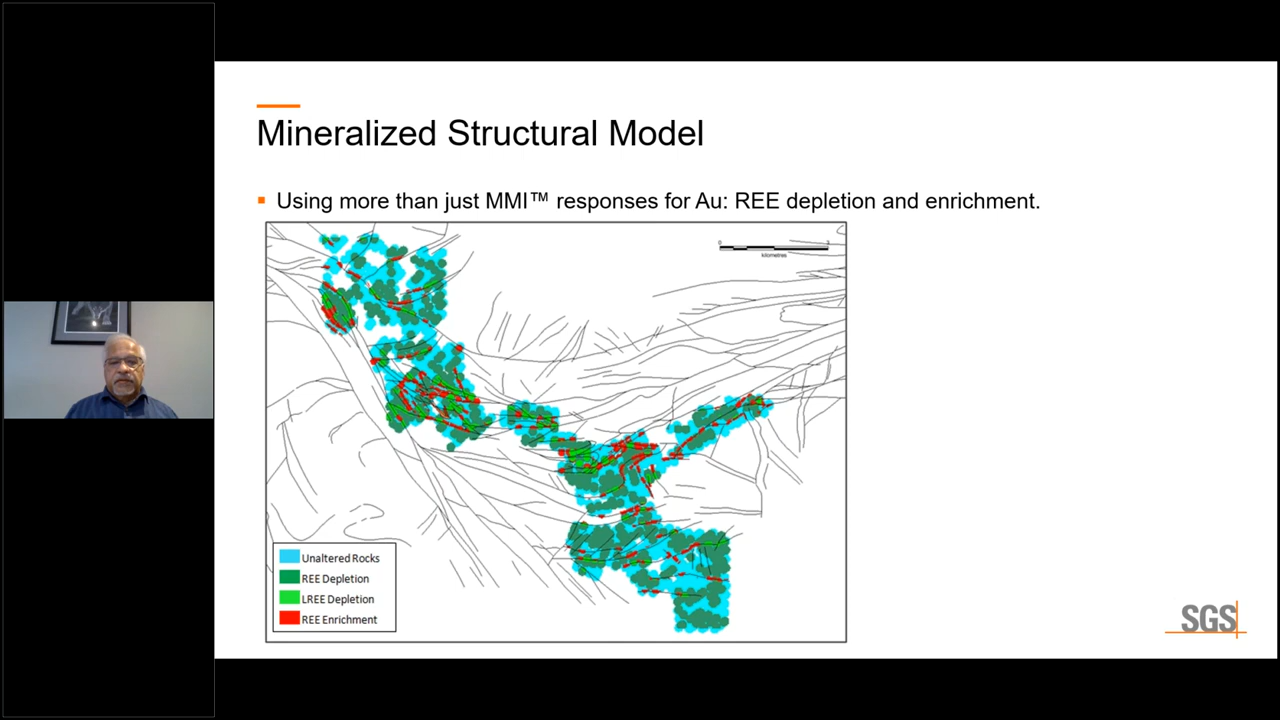 Mineralized Structural Model
Using more than just MMI™ responses for Au: REE depletion and enrichment.
kilometres
Unaltered Rocks
REE Depletion
LREE Depletion
REE Enrichment
SGS